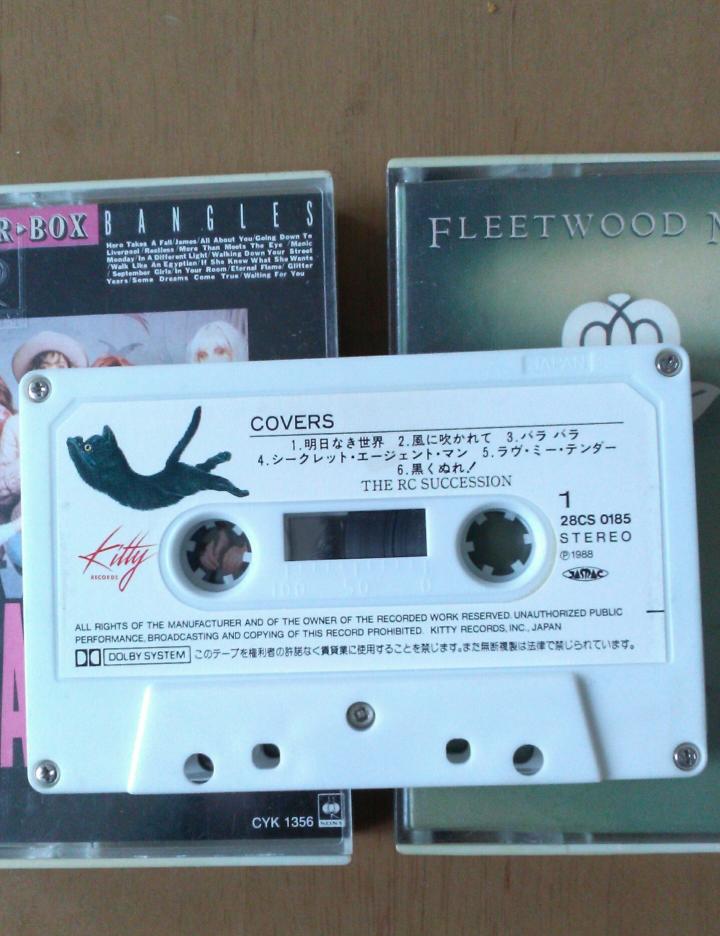 R▸BOX BANGLES
Hero Takes A Fall/James/All About You/Going Down To
Liverpool/Restless/More Than Meets The Eye/Manic
Monday/In A Different Light/Walking Down Your Street
/Walk Like An Egyptian/If She Knew What She Wants
/September Girls/In Your Room/Eternal Flame/Glitter
Years/Some Dreams Come True/Waiting For You
FLEETWOOD M
JAPAN
COVERS
1.明日なき世界 2.風に吹かれて 3.バラ バラ
4.シークレット・エージェント・マン 5.ラヴ・ミー・テンダー
6.黒くぬれ!
THE RC SUCCESSION
1
28CS 0185
STEREO
Ⓟ1988
JASRAC
Kitty
RECORDS
100 50 0
ALL RIGHTS OF THE MANUFACTURER AND OF THE OWNER OF THE RECORDED WORK RESERVED. UNAUTHORIZED PUBLIC
PERFORMANCE, BROADCASTING AND COPYING OF THIS RECORD PROHIBITED. KITTY RECORDS, INC., JAPAN
DOLBY SYSTEM このテープを権利者の許諾なく賃貸業に使用することを禁じます。また無断複製は法律で禁じられています。
CYK 1356
SONY